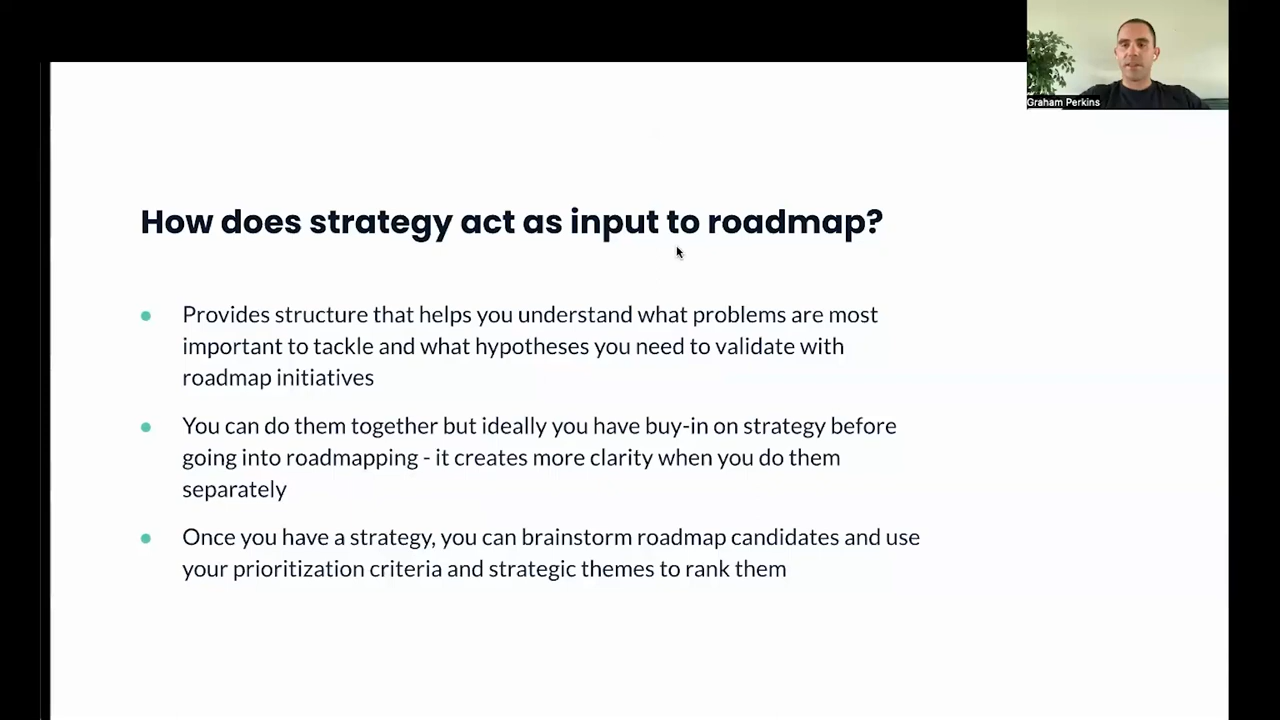 Graham Perkins
How does strategy act as input to roadmap?
Provides structure that helps you understand what problems are most
important to tackle and what hypotheses you need to validate with
roadmap initiatives
You can do them together but ideally you have buy-in on strategy before
going into roadmapping - it creates more clarity when you do them
separately
Once you have a strategy, you can brainstorm roadmap candidates and use
your prioritization criteria and strategic themes to rank them